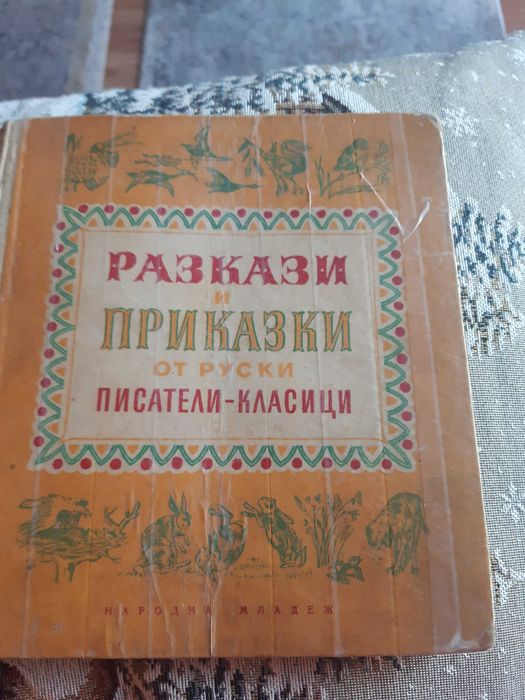 РАЗКАЗИ
И
ПРИКАЗКИ
ОТ РУСКИ
ПИСАТЕЛИ-КЛАСИЦИ
НАРОДНА МЛАДЕЖ